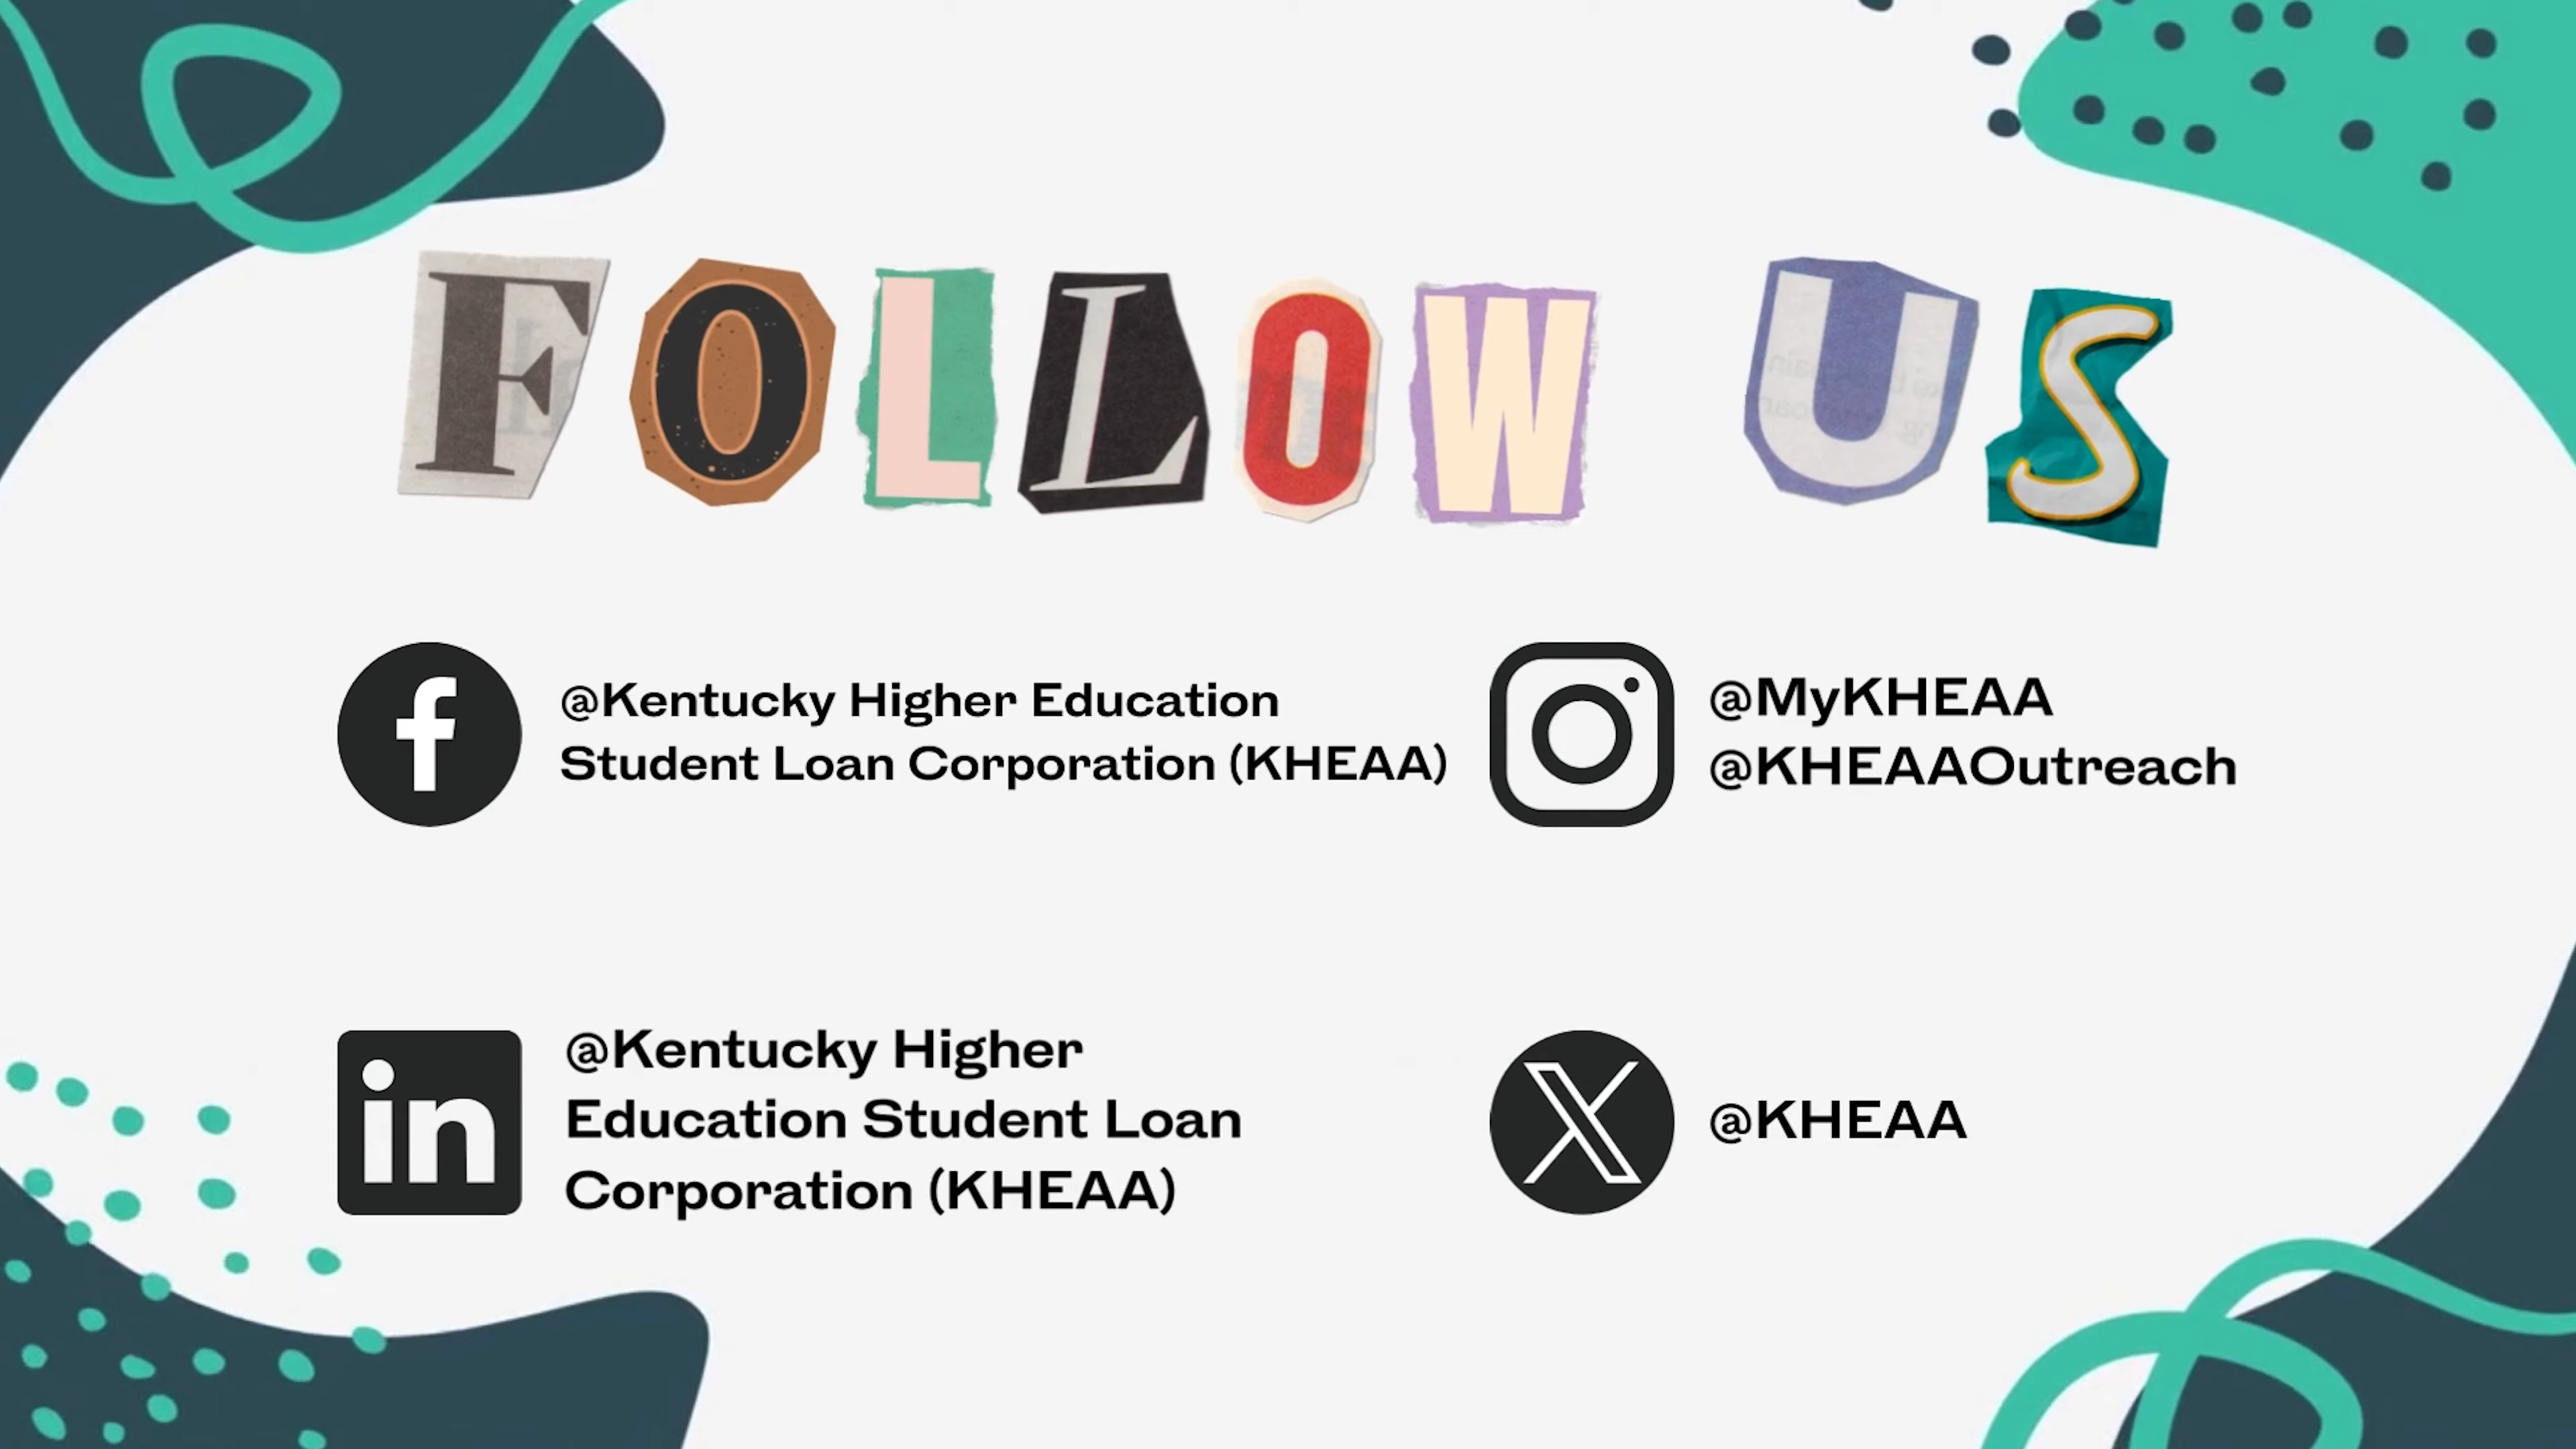 FOLLOW US
@Kentucky Higher Education
Student Loan Corporation (KHEAA)
@MyKHEAA
@KHEAAOutreach
in
@Kentucky Higher
Education Student Loan
Corporation (KHEAA)
@KHEAA